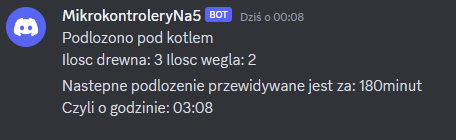 MikrokontroleryNa5 BOT Dziś o 00:08
Podlozono pod kotlem
Ilosc drewna: 3 Ilosc wegla: 2
Nastepne podlozenie przewidywane jest za: 180minut
Czyli o godzinie: 03:08